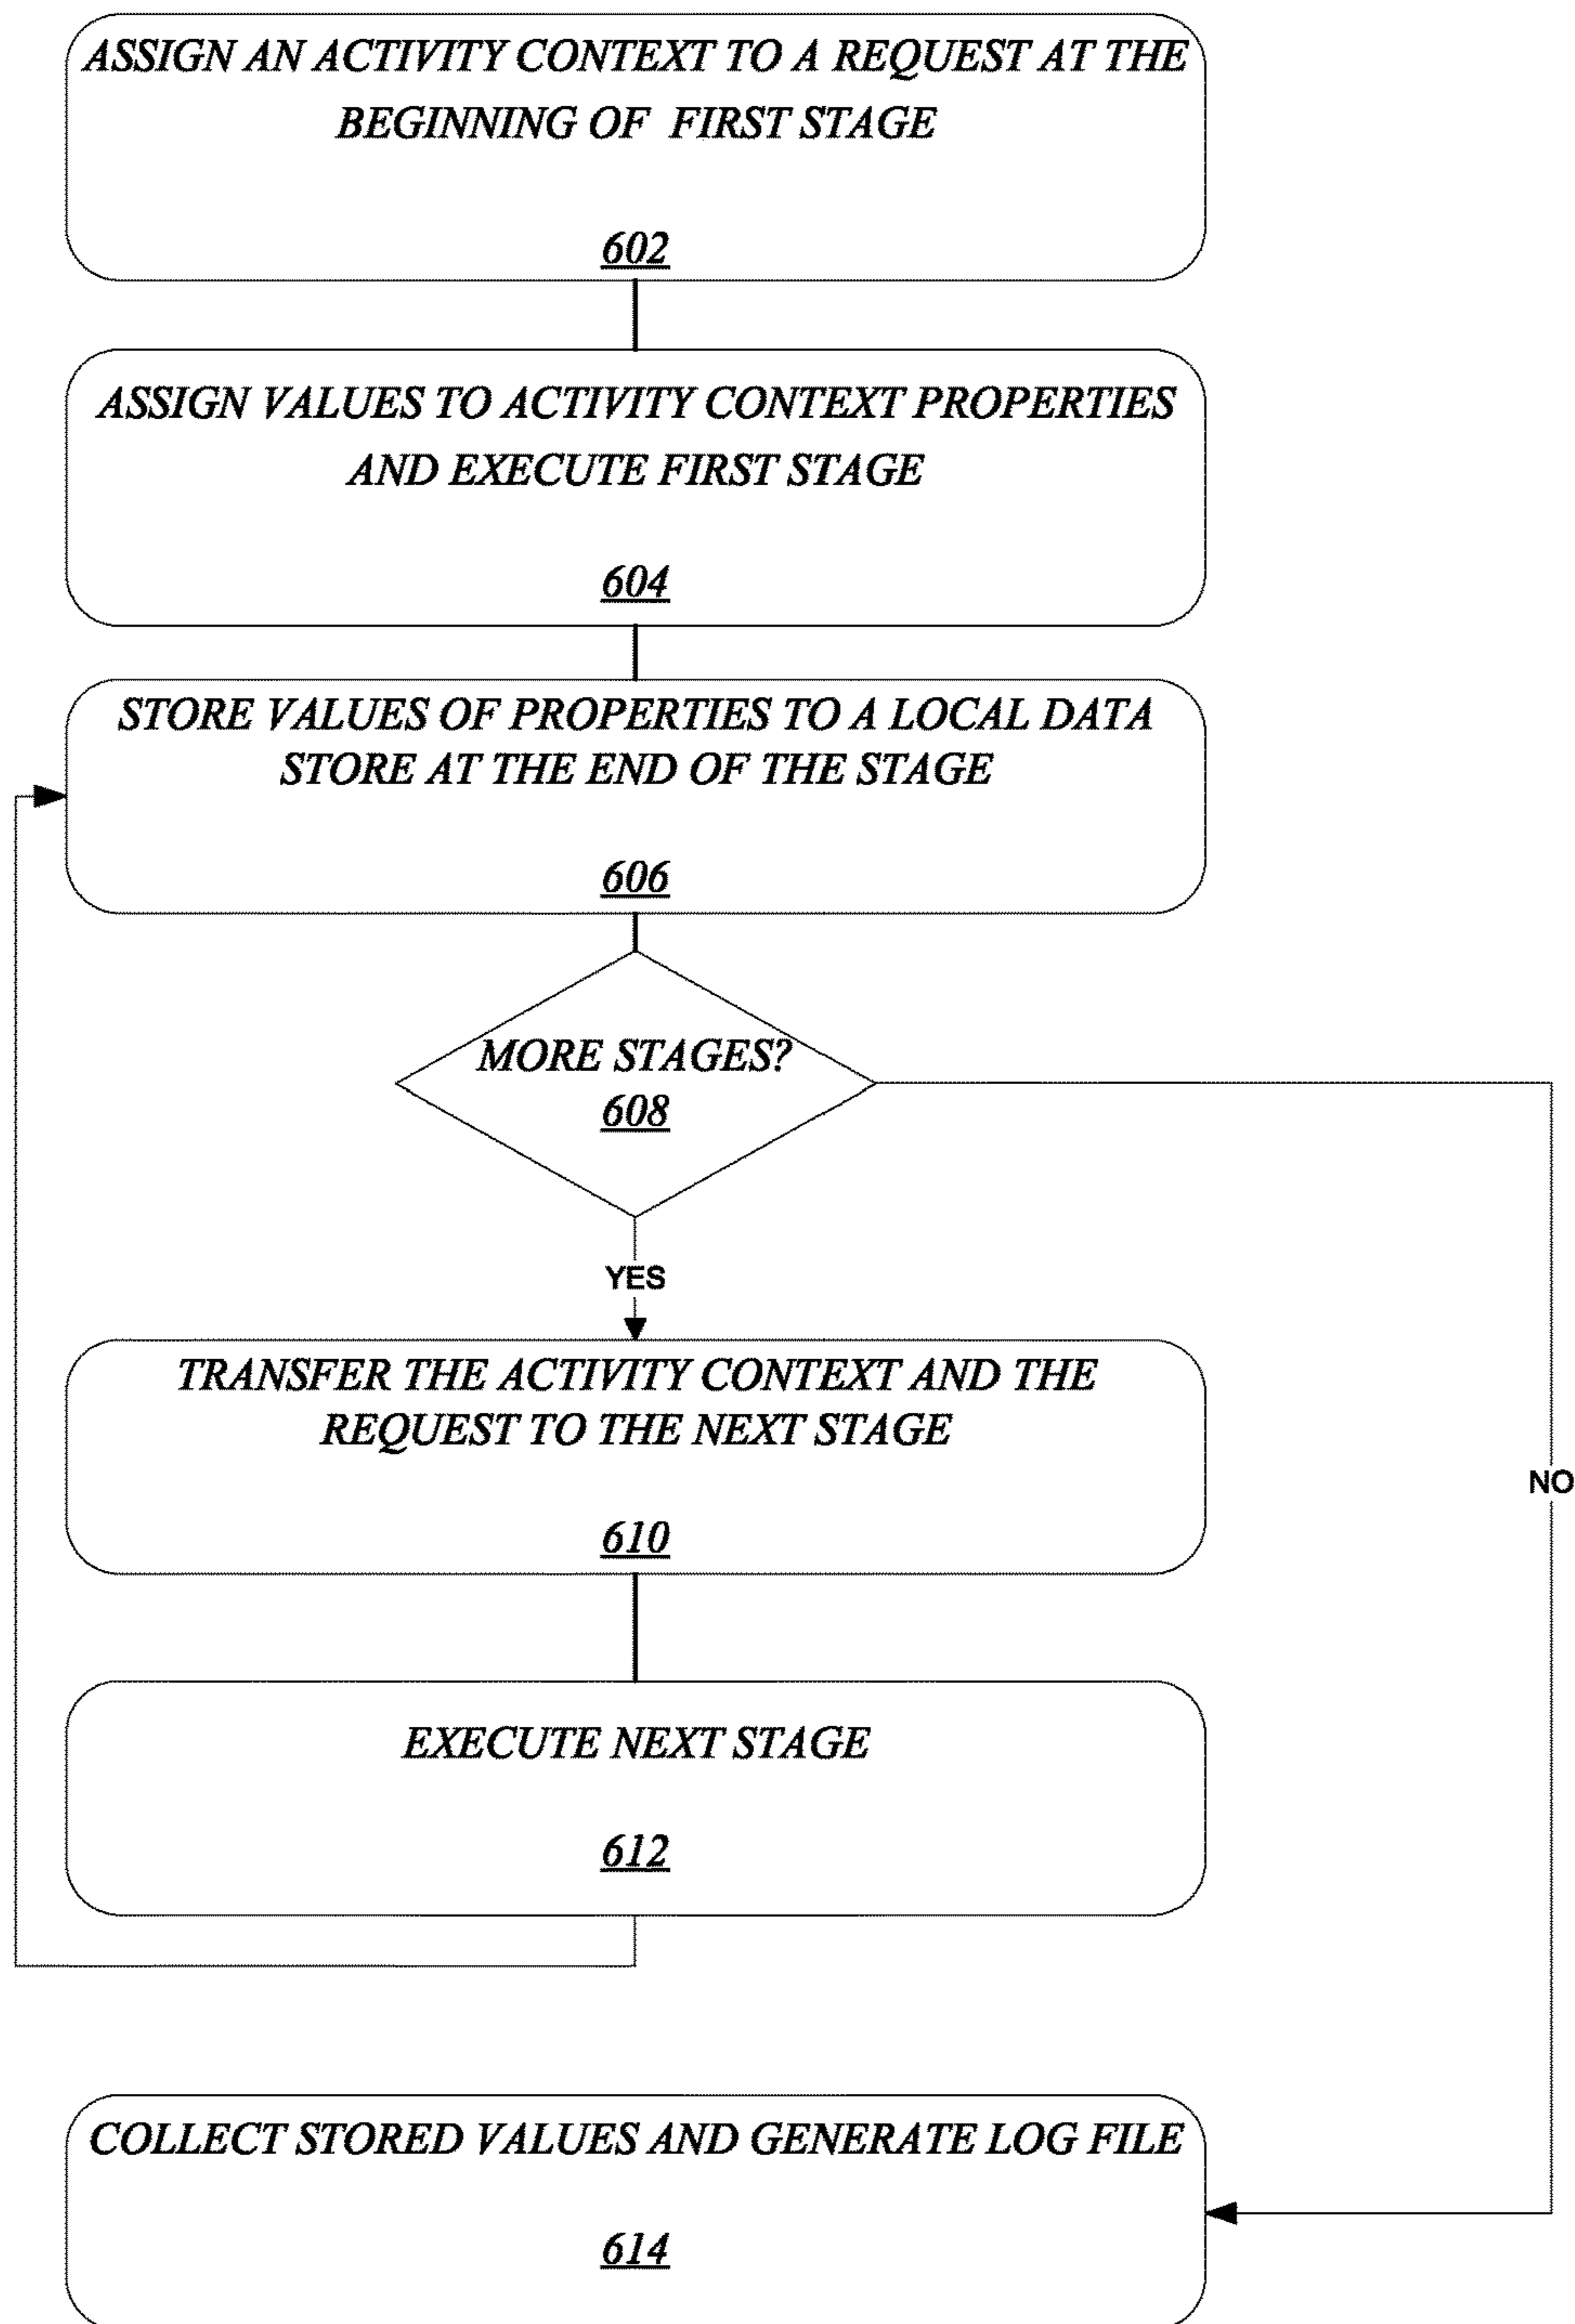 ASSIGN AN ACTIVITY CONTEXT TO A REQUEST AT THE
BEGINNING OF FIRST STAGE
602
ASSIGN VALUES TO ACTIVITY CONTEXT PROPERTIES
AND EXECUTE FIRST STAGE
604
STORE VALUES OF PROPERTIES TO A LOCAL DATA
STORE AT THE END OF THE STAGE
606
MORE STAGES?
608
YES
TRANSFER THE ACTIVITY CONTEXT AND THE
REQUEST TO THE NEXT STAGE
NO
610
EXECUTE NEXT STAGE
612
COLLECT STORED VALUES AND GENERATE LOG FILE
614